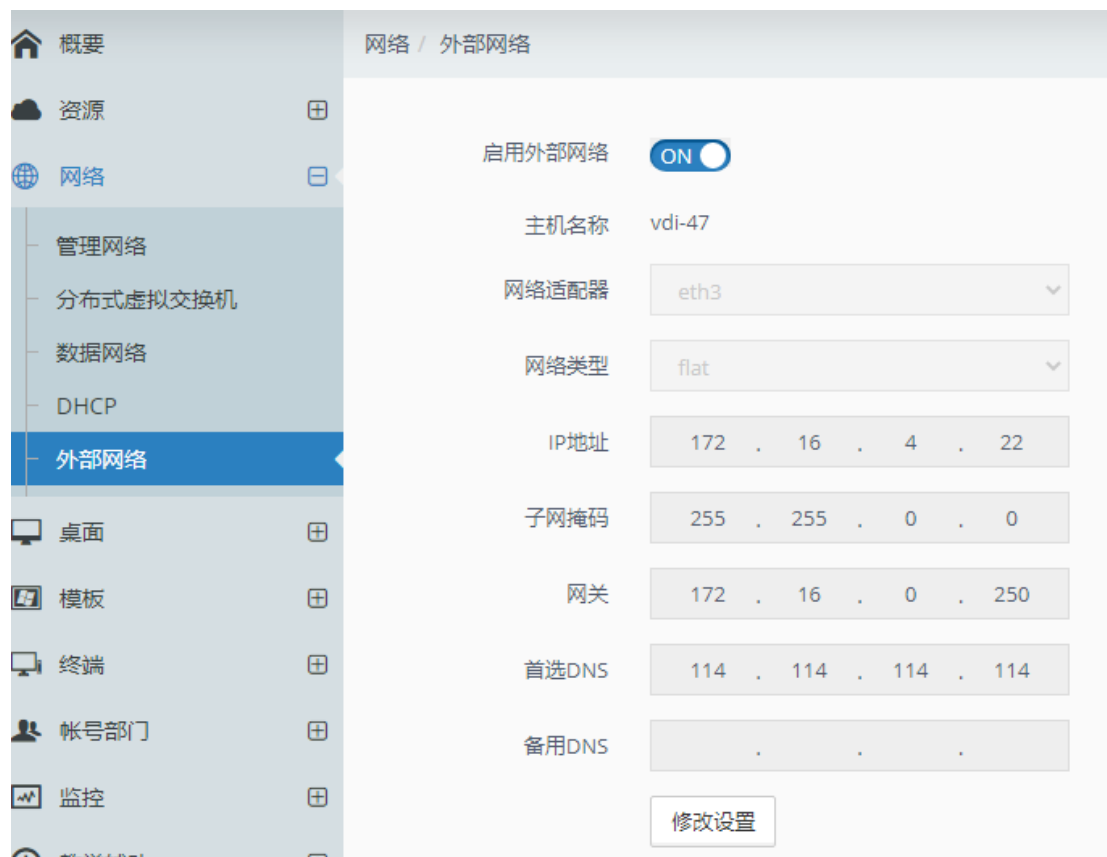 概要
资源
网络
管理网络
分布式虚拟交换机
数据网络
DHCP
外部网络
桌面
模板
终端
帐号部门
监控
网络 / 外部网络
启用外部网络 ON
主机名称 vdi-47
网络适配器 eth3
网络类型 flat
IP地址 172 . 16 . 4 . 22
子网掩码 255 . 255 . 0 . 0
网关 172 . 16 . 0 . 250
首选DNS 114 . 114 . 114 . 114
备用DNS . . .
修改设置